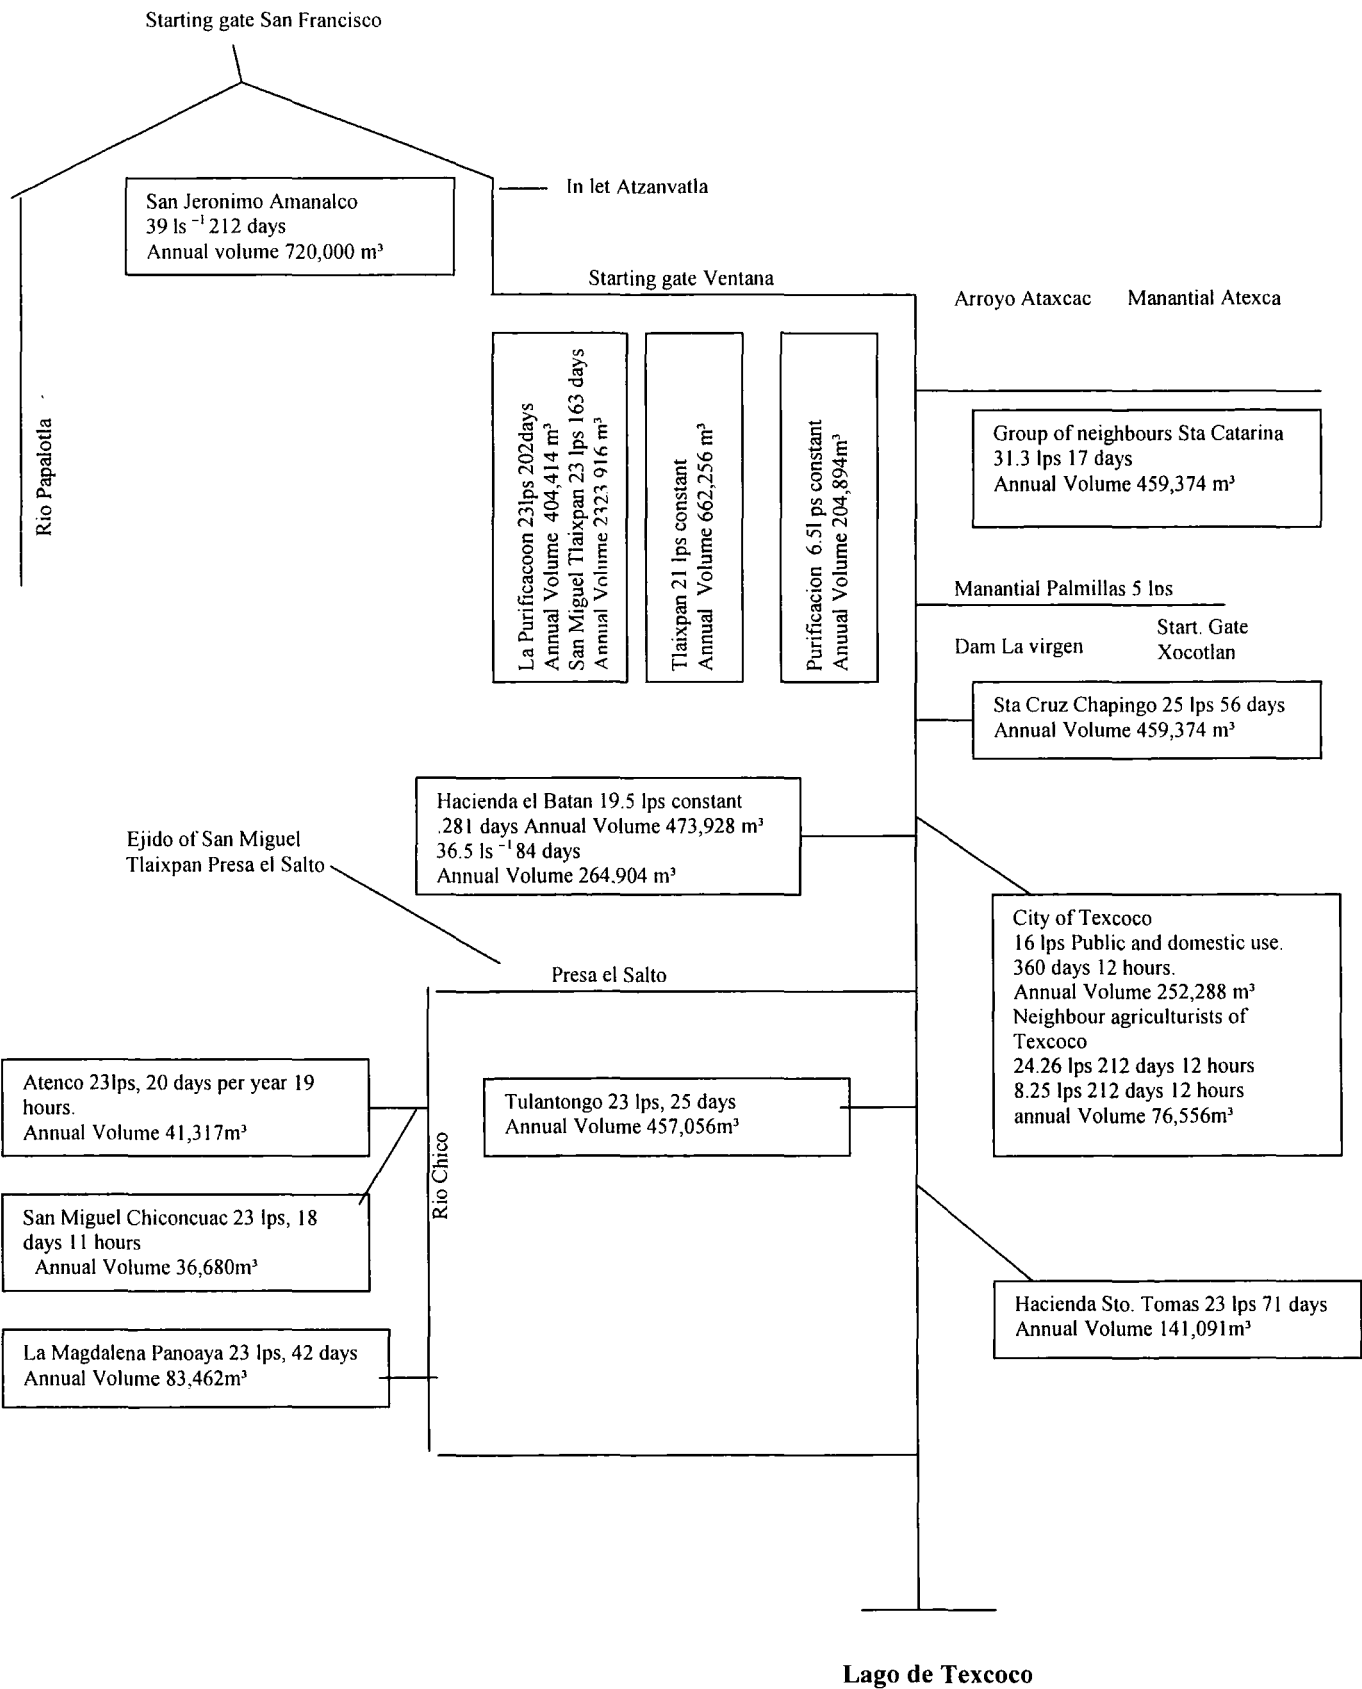 Starting gate San Francisco
San Jeronimo Amanalco
39 ls ⁻¹ 212 days
Annual volume 720,000 m³
In let Atzanvatla
Starting gate Ventana
Arroyo Ataxcac
Manantial Atexca
Rio Papalotla
La Purificacoon 23lps 202days
Annual Volume 404,414 m³
San Miguel Tlaixpan 23 lps 163 days
Annual Volume 2323 916 m³
Tlaixpan 21 lps constant
Annual Volume 662,256 m³
Purificacion 6.5l ps constant
Anuual Volume 204,894m³
Group of neighbours Sta Catarina
31.3 lps 17 days
Annual Volume 459,374 m³
Manantial Palmillas 5 lps
Dam La virgen
Start. Gate
Xocotlan
Sta Cruz Chapingo 25 lps 56 days
Annual Volume 459,374 m³
Hacienda el Batan 19.5 lps constant
.281 days Annual Volume 473,928 m³
36.5 ls ⁻¹ 84 days
Annual Volume 264.904 m³
Ejido of San Miguel
Tlaixpan Presa el Salto
City of Texcoco
16 lps Public and domestic use.
360 days 12 hours.
Annual Volume 252,288 m³
Neighbour agriculturists of
Texcoco
24.26 lps 212 days 12 hours
8.25 lps 212 days 12 hours
annual Volume 76,556m³
Presa el Salto
Atenco 23lps, 20 days per year 19
hours.
Annual Volume 41,317m³
Tulantongo 23 lps, 25 days
Annual Volume 457,056m³
Rio Chico
San Miguel Chiconcuac 23 lps, 18
days 11 hours
Annual Volume 36,680m³
Hacienda Sto. Tomas 23 lps 71 days
Annual Volume 141,091m³
La Magdalena Panoaya 23 lps, 42 days
Annual Volume 83,462m³
Lago de Texcoco